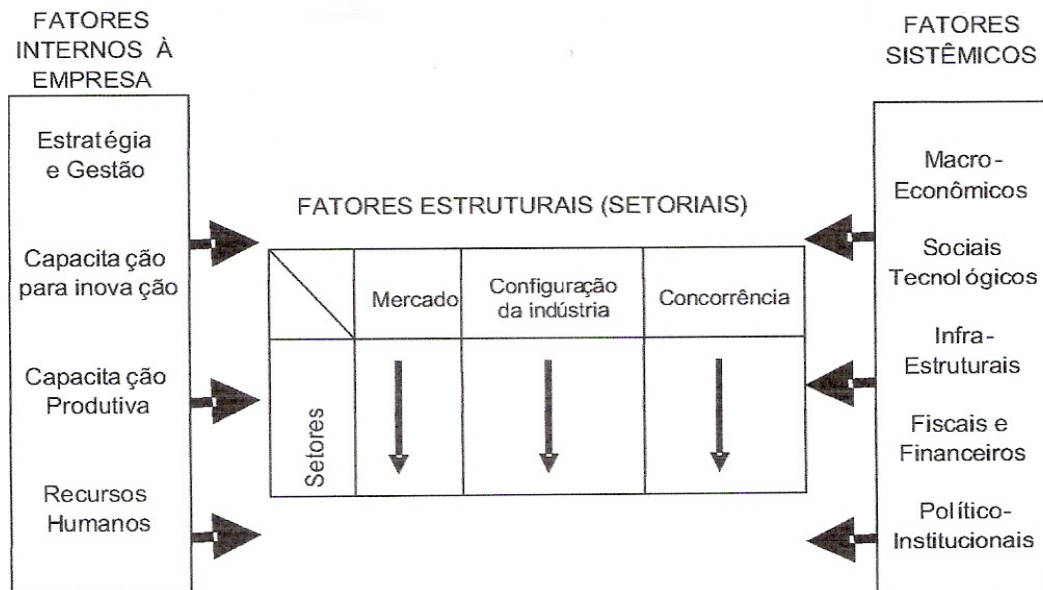 FATORES
INTERNOS À
EMPRESA
Estratégia
e Gestão
Capacitação
para inovação
Capacitação
Produtiva
Recursos
Humanos
FATORES ESTRUTURAIS (SETORIAIS)
Mercado
Configuração
da indústria
Concorrência
Setores
FATORES
SISTÊMICOS
Macro-
Econômicos
Sociais
Tecnológicos
Infra-
Estruturais
Fiscais e
Financeiros
Político-
Institucionais